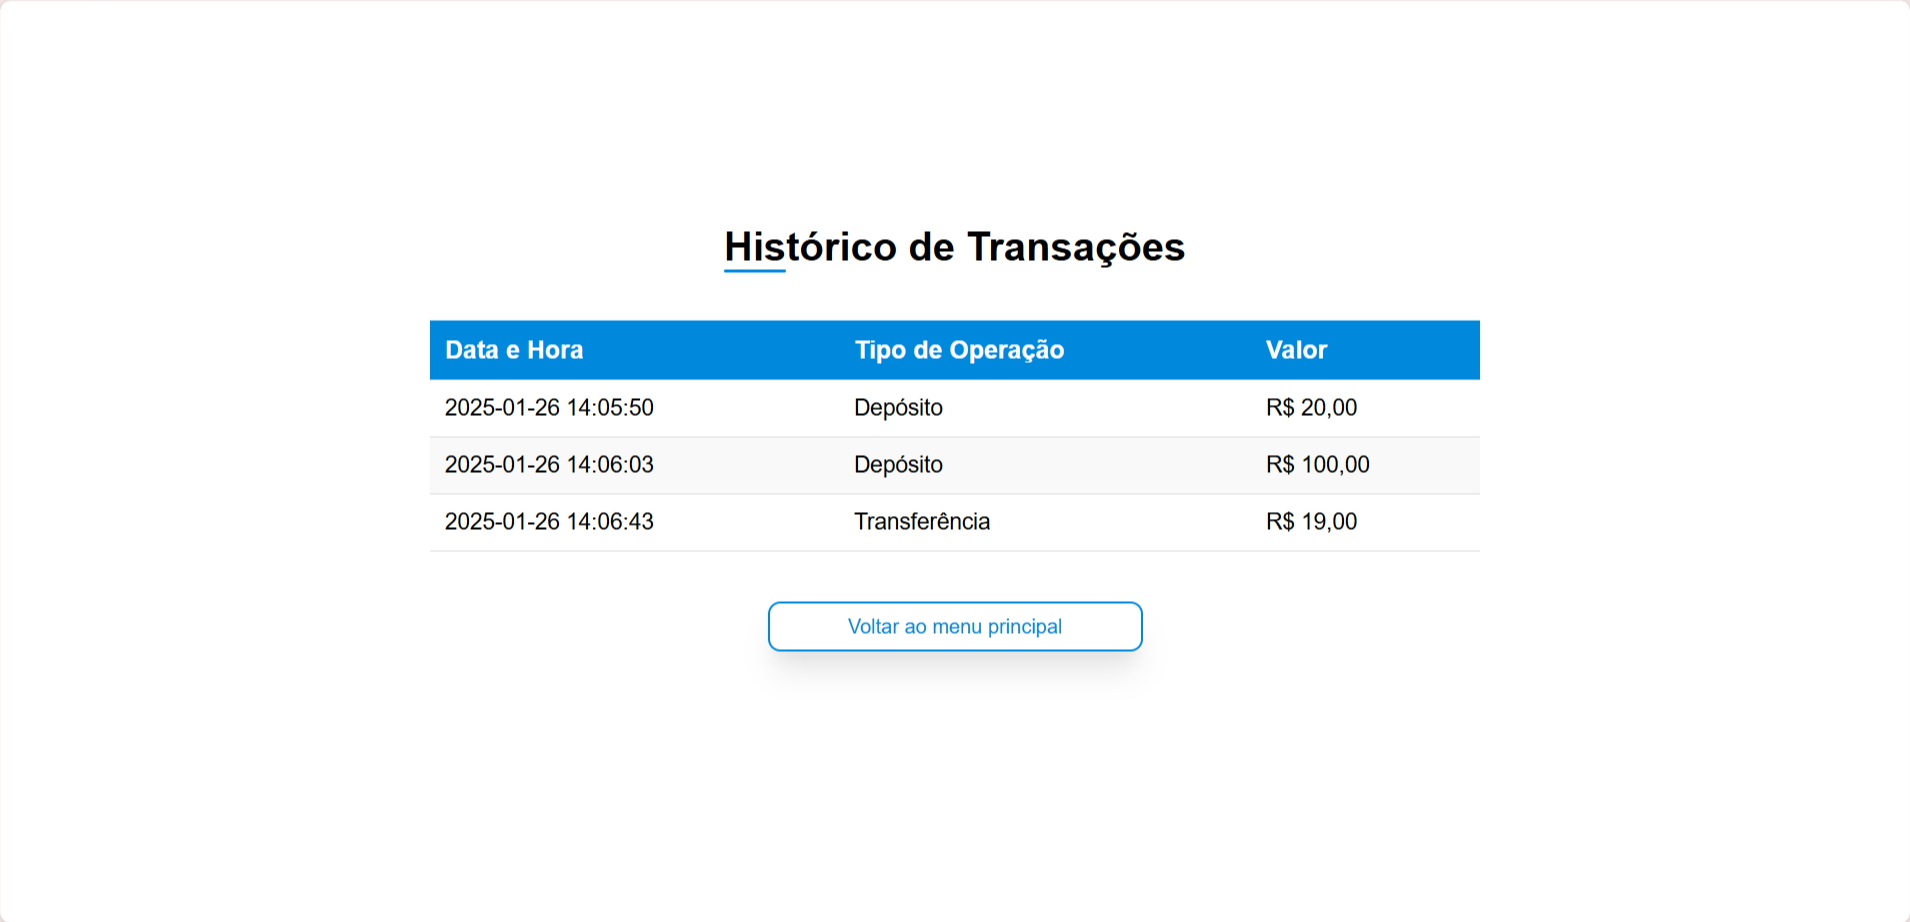 Histórico de Transações
Data e Hora Tipo de Operação Valor
2025-01-26 14:05:50 Depósito R$ 20,00
2025-01-26 14:06:03 Depósito R$ 100,00
2025-01-26 14:06:43 Transferência R$ 19,00
Voltar ao menu principal